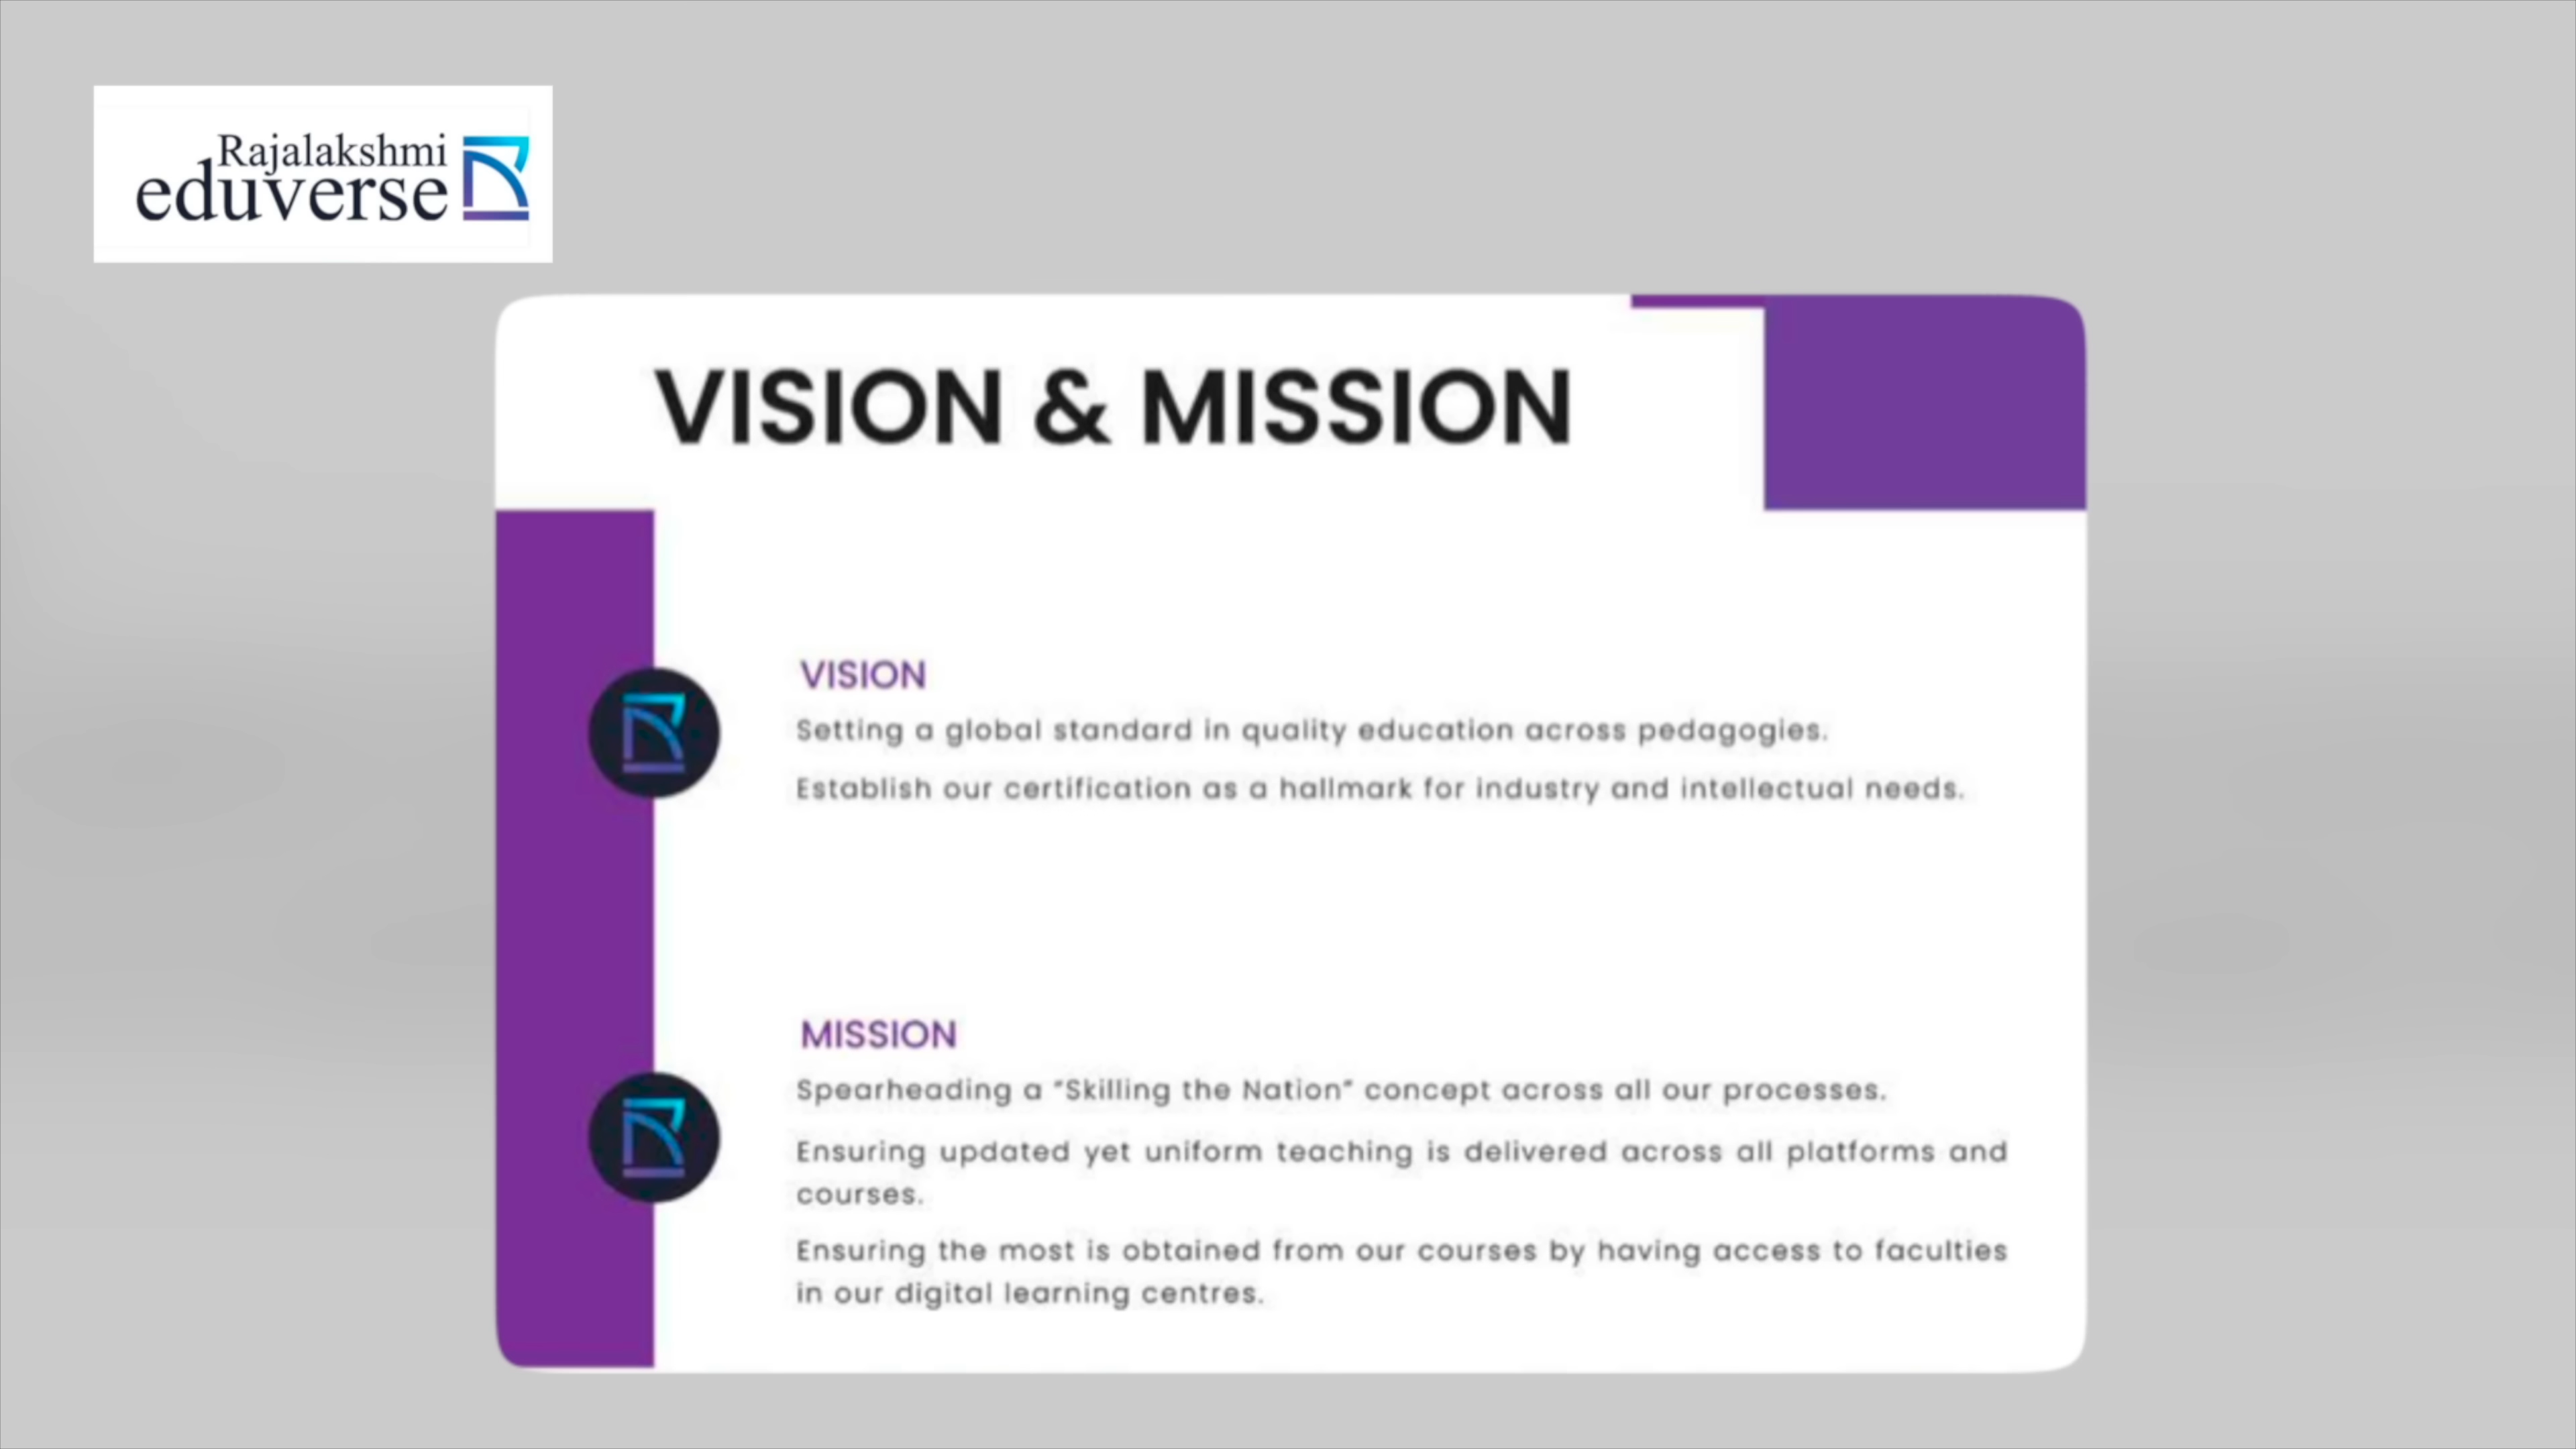 Rajalakshmi
eduverse
VISION & MISSION
VISION
Setting a global standard in quality education across pedagogies.
Establish our certification as a hallmark for industry and intellectual needs.
MISSION
Spearheading a “Skilling the Nation” concept across all our processes.
Ensuring updated yet uniform teaching is delivered across all platforms and
courses.
Ensuring the most is obtained from our courses by having access to faculties
in our digital learning centres.